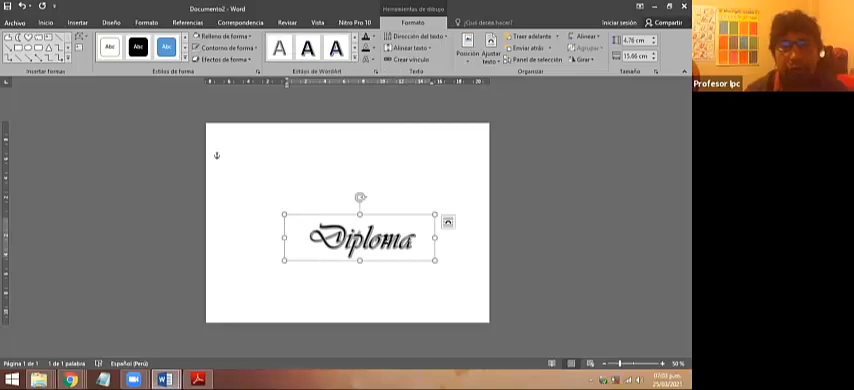 Documento2 - Word
Herramientas de dibujo
Archivo Inicio Insertar Diseño Formato Referencias Correspondencia Revisar Vista Nitro Pro 10 Formato ¿Qué desea hacer? Iniciar sesión Compartir
Abc Abc Abc
Relleno de forma
Contorno de forma
Efectos de forma
A A A
Dirección del texto
Alinear texto
Crear vínculo
Posición
Ajustar texto
Traer adelante
Enviar atrás
Panel de selección
Alinear
Agrupar
Girar
4.76 cm
15.66 cm
Insertar formas Estilos de forma Estilos de WordArt Texto Organizar Tamaño
Profesor Ipc
Diploma
Página 1 de 1 1 de 1 palabra Español (Perú) 50 %
07:03 p.m.
25/03/2021